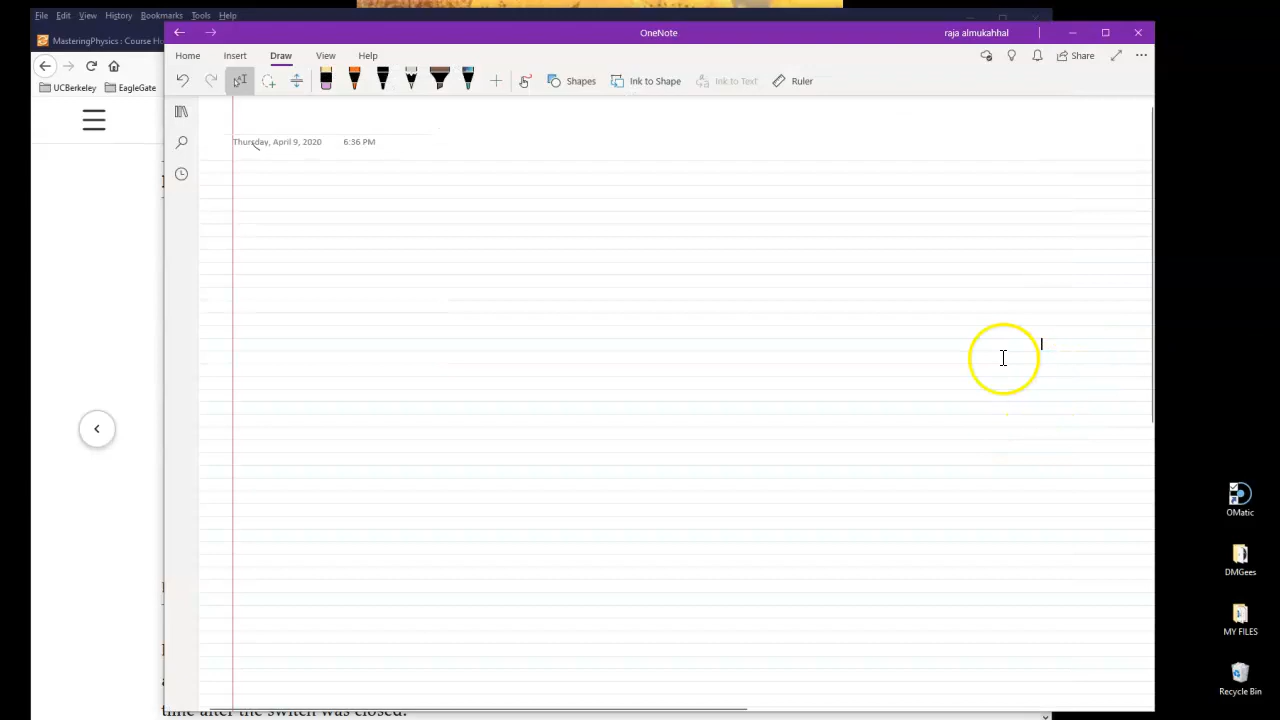 File Edit View History Bookmarks Tools Help
OneNote
raja almukahhal
MasteringPhysics : Course Ho
Home Insert Draw View Help
Share
UCBerkeley EagleGate
Shapes Ink to Shape Ink to Text Ruler
Thursday, April 9, 2020 6:36 PM
OMatic
DMGees
MY FILES
Recycle Bin
time after the switch was closed.